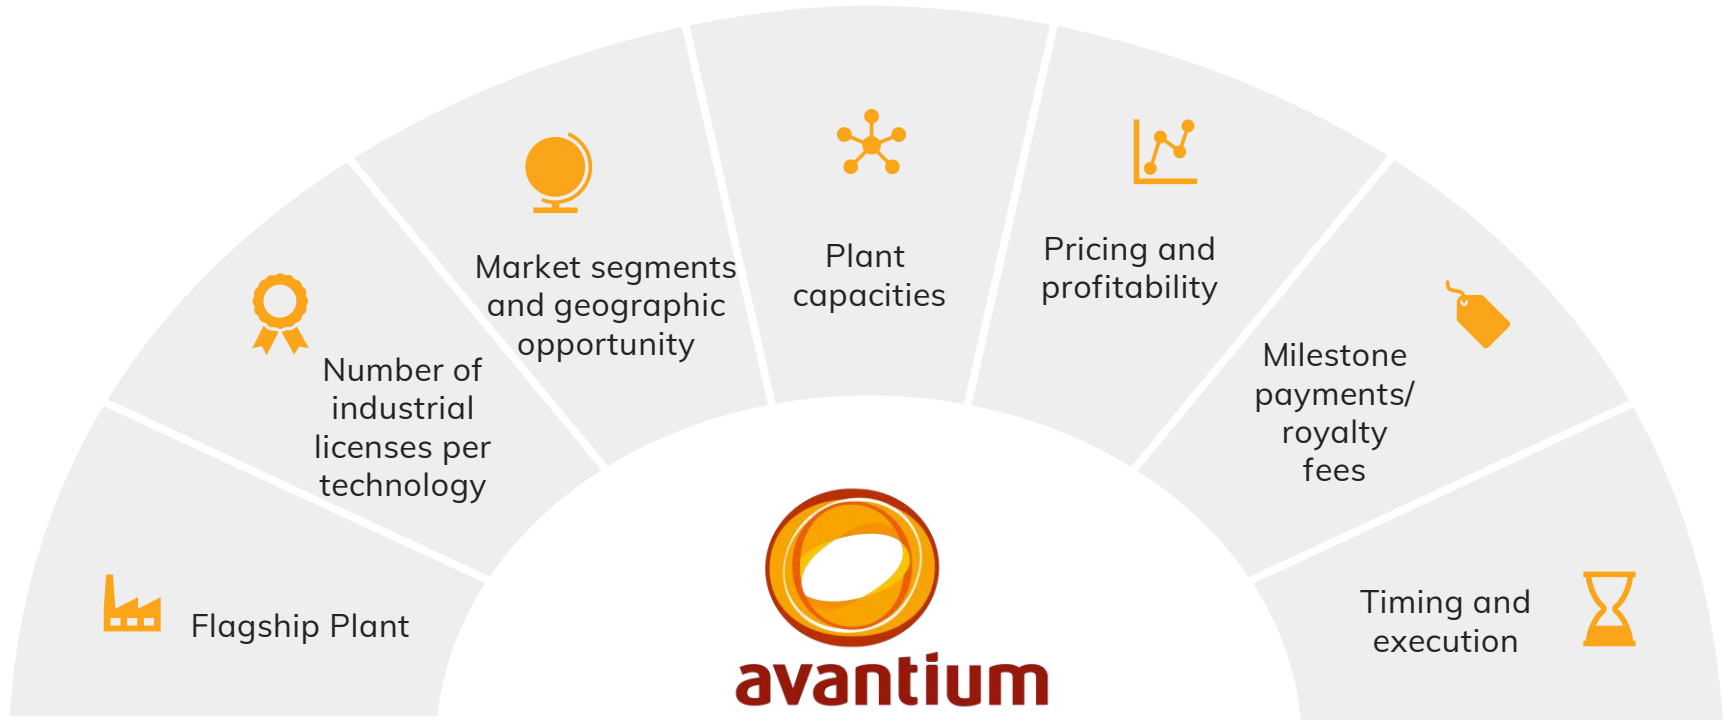 Flagship Plant
Number of
industrial
licenses per
technology
Market segments
and geographic
opportunity
Plant
capacities
Pricing and
profitability
Milestone
payments/
royalty
fees
Timing and
execution
avantium